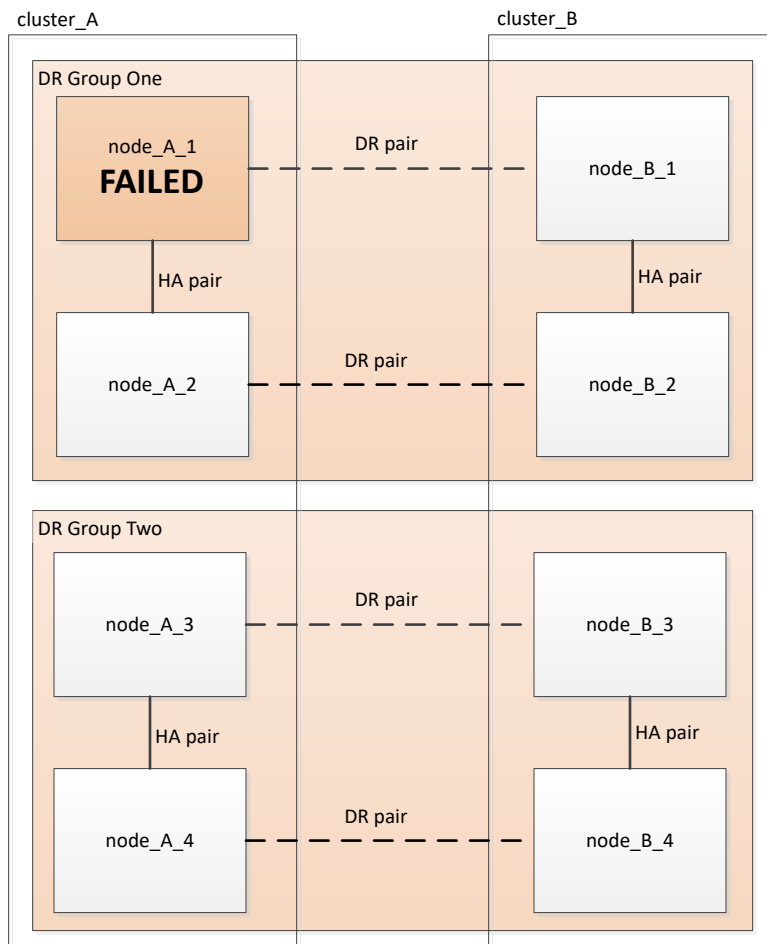 cluster_A
cluster_B
DR Group One
node_A_1
FAILED
DR pair
node_B_1
HA pair
HA pair
node_A_2
DR pair
node_B_2
DR Group Two
node_A_3
DR pair
node_B_3
HA pair
HA pair
node_A_4
DR pair
node_B_4